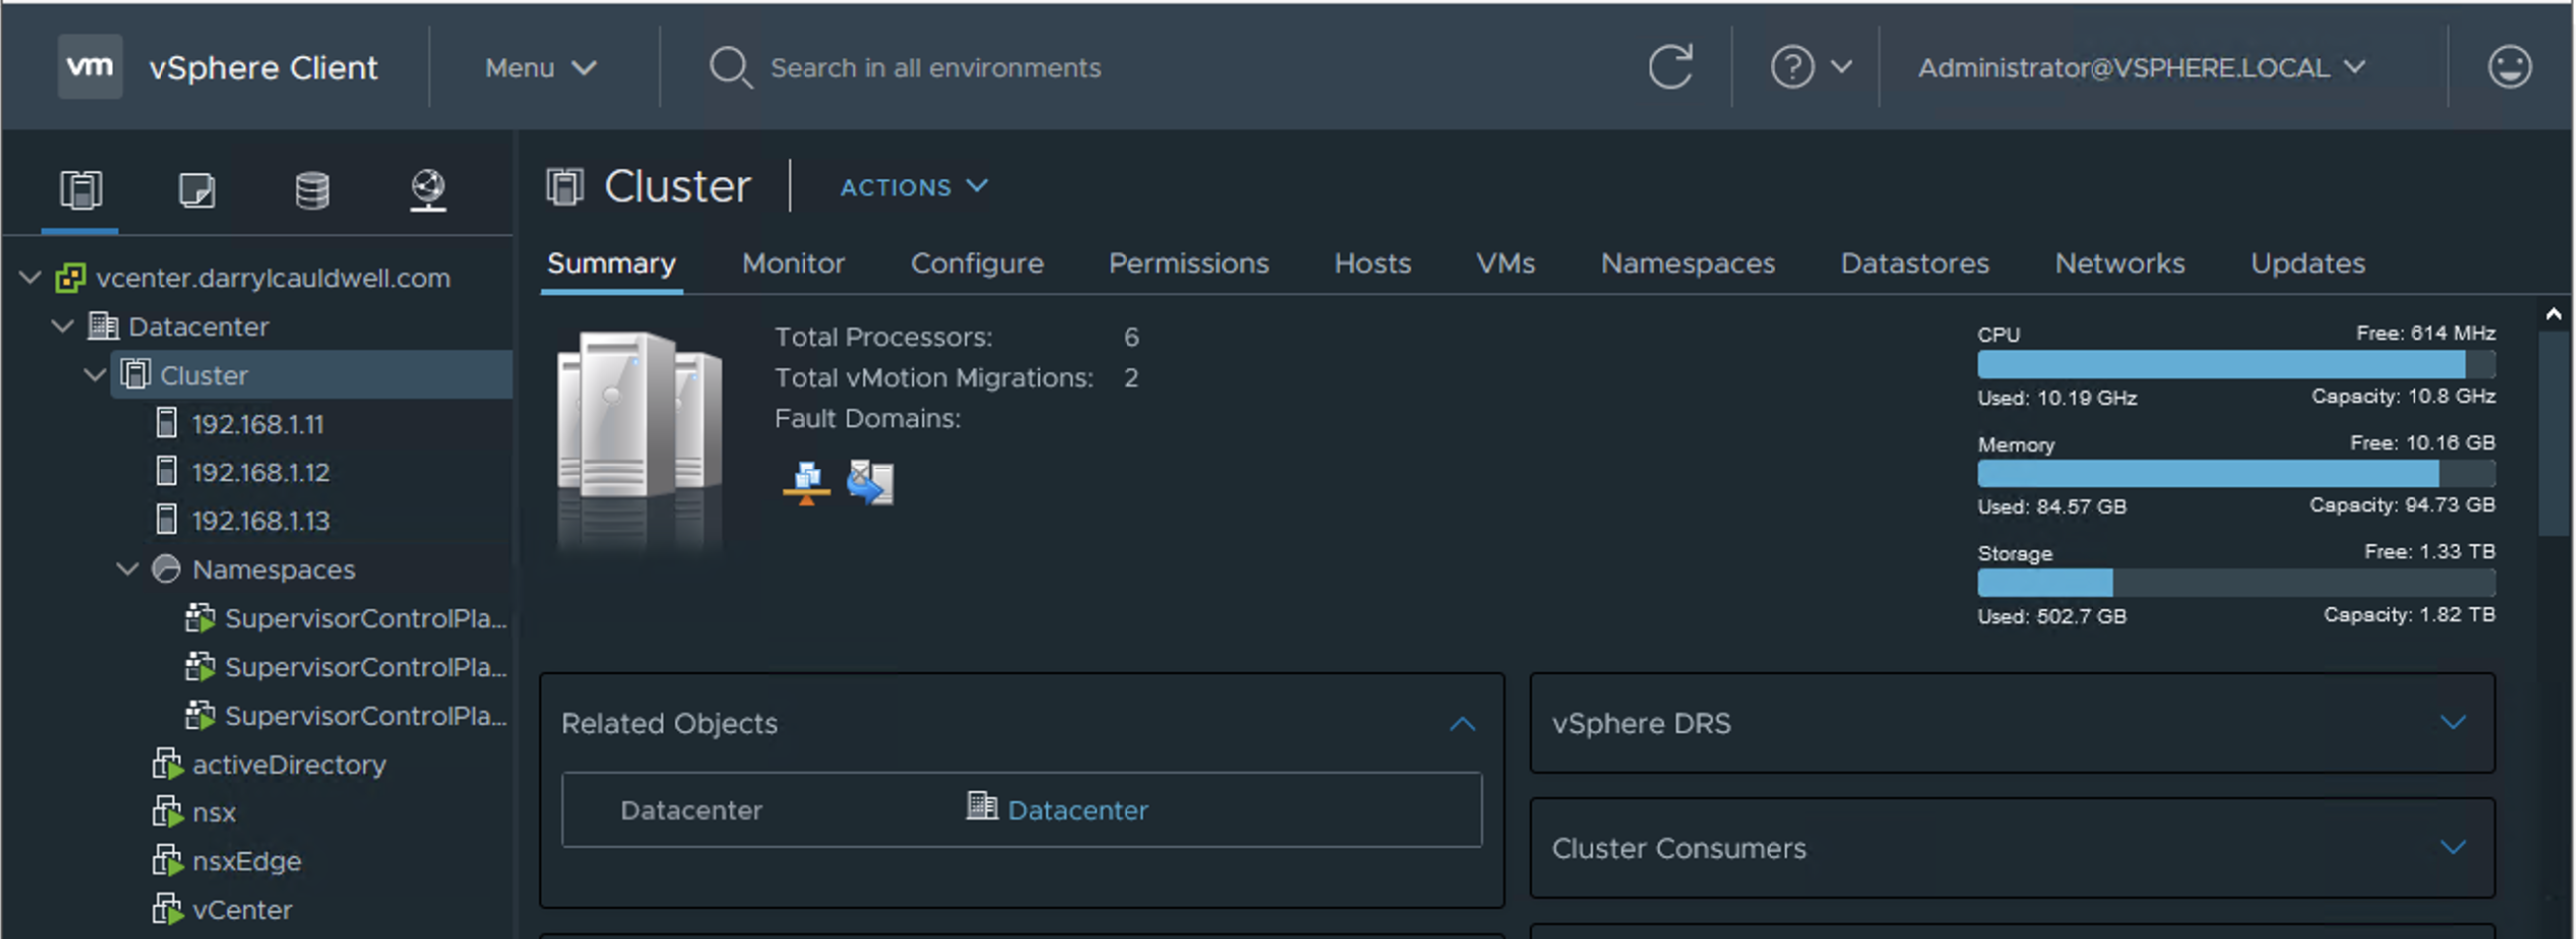 vm vSphere Client Menu Search in all environments ? Administrator@VSPHERE.LOCAL
vcenter.darrylcauldwell.com
Datacenter
Cluster
192.168.1.11
192.168.1.12
192.168.1.13
Namespaces
SupervisorControlPla...
SupervisorControlPla...
SupervisorControlPla...
activeDirectory
nsx
nsxEdge
vCenter
Cluster ACTIONS
Summary Monitor Configure Permissions Hosts VMs Namespaces Datastores Networks Updates
Total Processors: 6
Total vMotion Migrations: 2
Fault Domains:
CPU Free: 614 MHz
Used: 10.19 GHz Capacity: 10.8 GHz
Memory Free: 10.16 GB
Used: 84.57 GB Capacity: 94.73 GB
Storage Free: 1.33 TB
Used: 502.7 GB Capacity: 1.82 TB
Related Objects
Datacenter Datacenter
vSphere DRS
Cluster Consumers